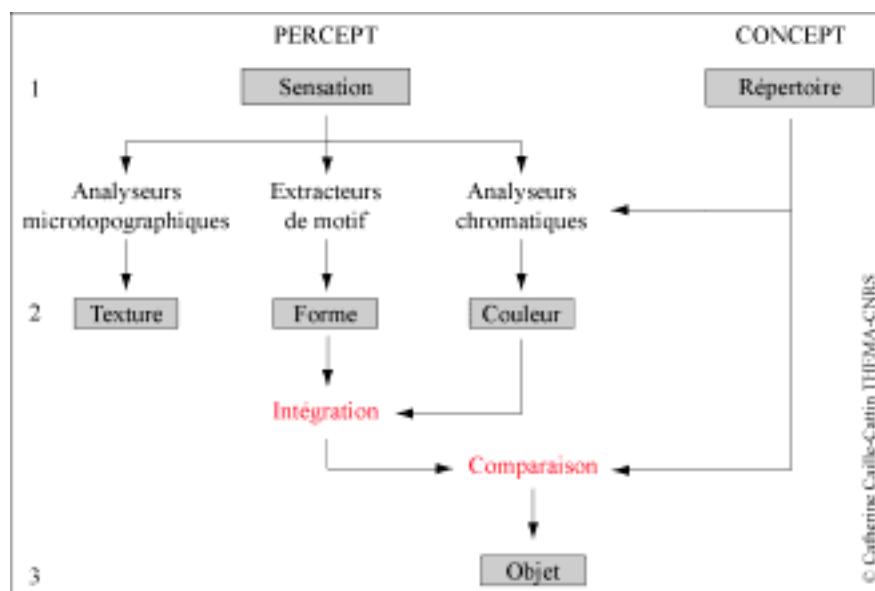 PERCEPT
CONCEPT
1
Sensation
Répertoire
Analyseurs
microtopographiques
Extracteurs
de motif
Analyseurs
chromatiques
2
Texture
Forme
Couleur
Intégration
Comparaison
3
Objet
© Catherine Caille-Cattin THEMA-CNRS